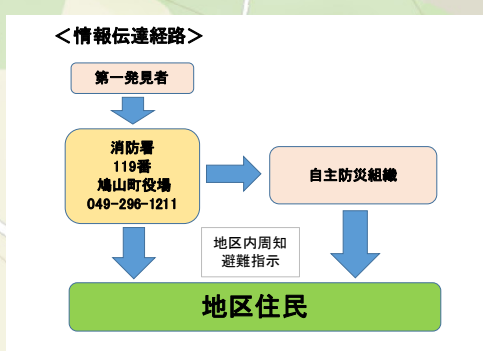 ＜情報伝達経路＞
第一発見者
消防署
119番
鳩山町役場
049-296-1211
自主防災組織
地区内周知
避難指示
地区住民